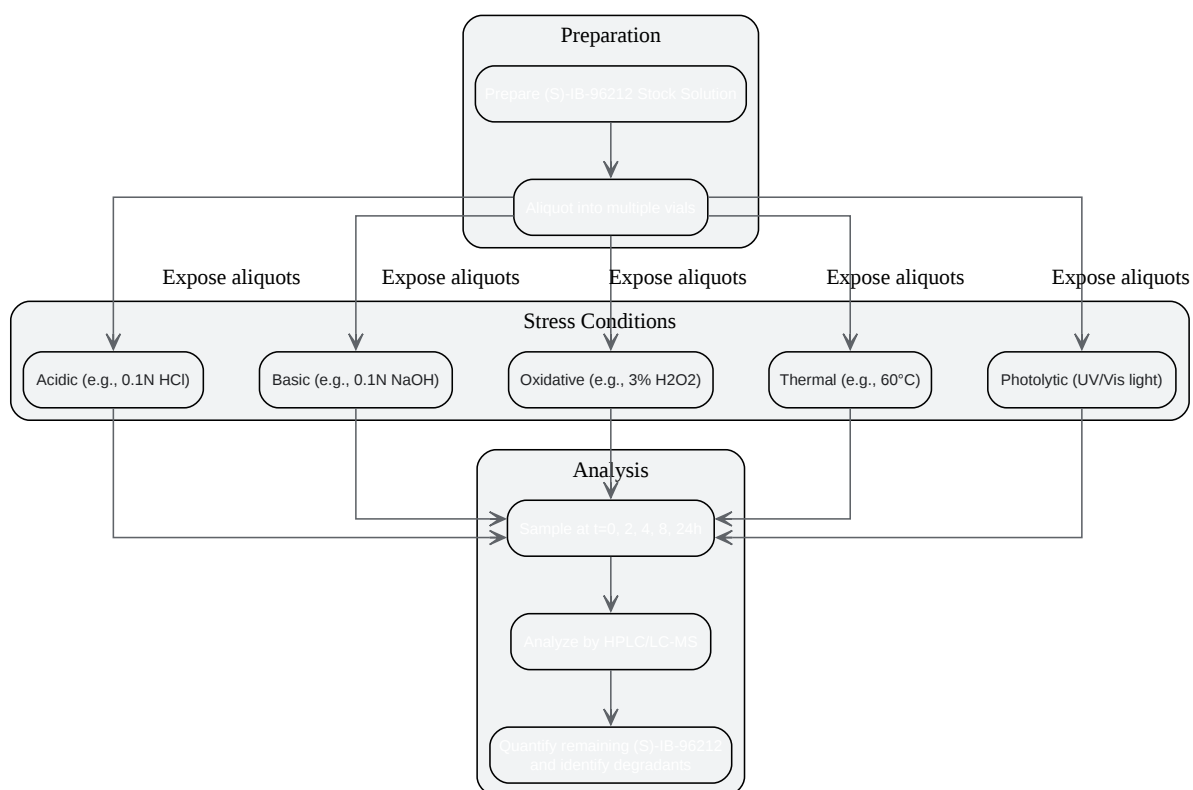 Preparation
Prepare (S)-IB-96212 Stock Solution
Aliquot into multiple vials
Expose aliquots
Expose aliquots
Expose aliquots
Expose aliquots
Expose aliquots
Stress Conditions
Acidic (e.g., 0.1N HCl)
Basic (e.g., 0.1N NaOH)
Oxidative (e.g., 3% H2O2)
Thermal (e.g., 60°C)
Photolytic (UV/Vis light)
Analysis
Sample at t=0, 2, 4, 8, 24h
Analyze by HPLC/LC-MS
Quantify remaining (S)-IB-96212
and identify degradants